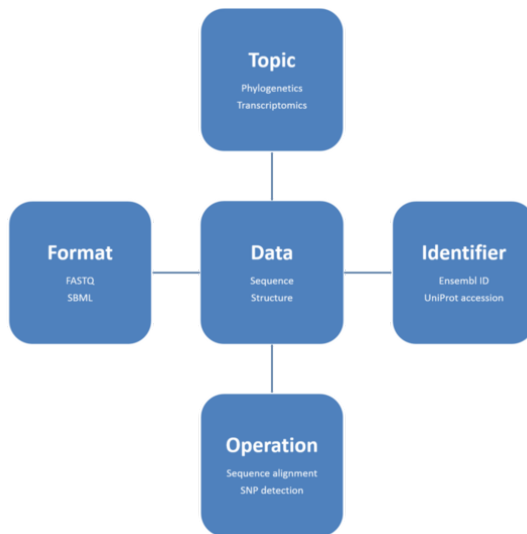 Topic
Phylogenetics
Transcriptomics
Format
FASTQ
SBML
Data
Sequence
Structure
Identifier
Ensembl ID
UniProt accession
Operation
Sequence alignment
SNP detection